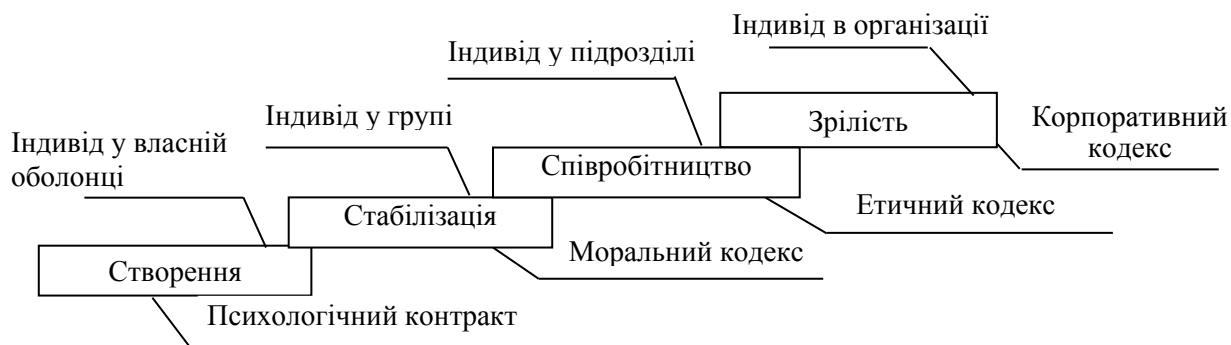 Індивід в організації
Індивід у підрозділі
Індивід у групі
Зрілість
Корпоративний
кодекс
Індивід у власній
оболонці
Співробітництво
Стабілізація
Етичний кодекс
Моральний кодекс
Створення
Психологічний контракт